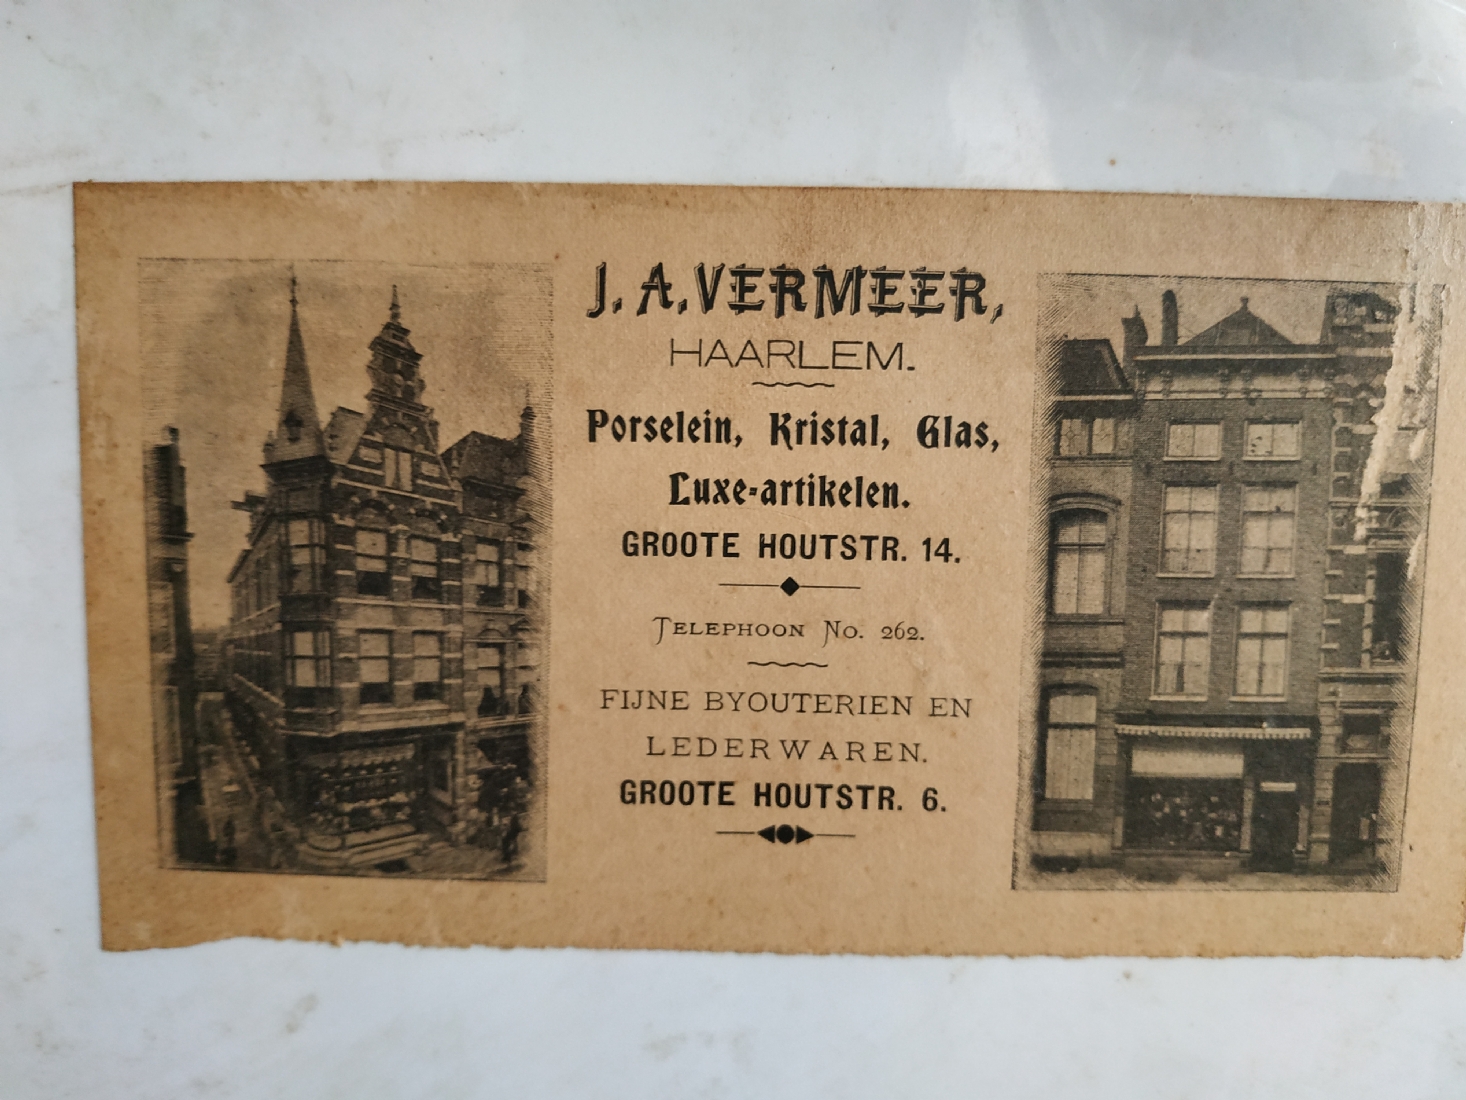 J. A. VERMEER,
HAARLEM.
Porselein, Kristal, Glas,
Luxe-artikelen.
GROOTE HOUTSTR. 14.
TELEPHOON No. 262.
FIJNE BYOUTERIEN EN
LEDERWAREN.
GROOTE HOUTSTR. 6.